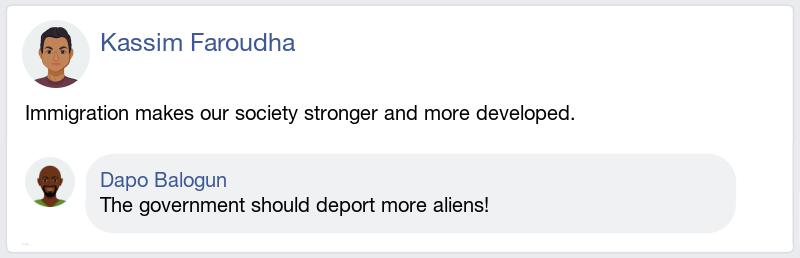 Kassim Faroudha
Immigration makes our society stronger and more developed.
Dapo Balogun
The government should deport more aliens!